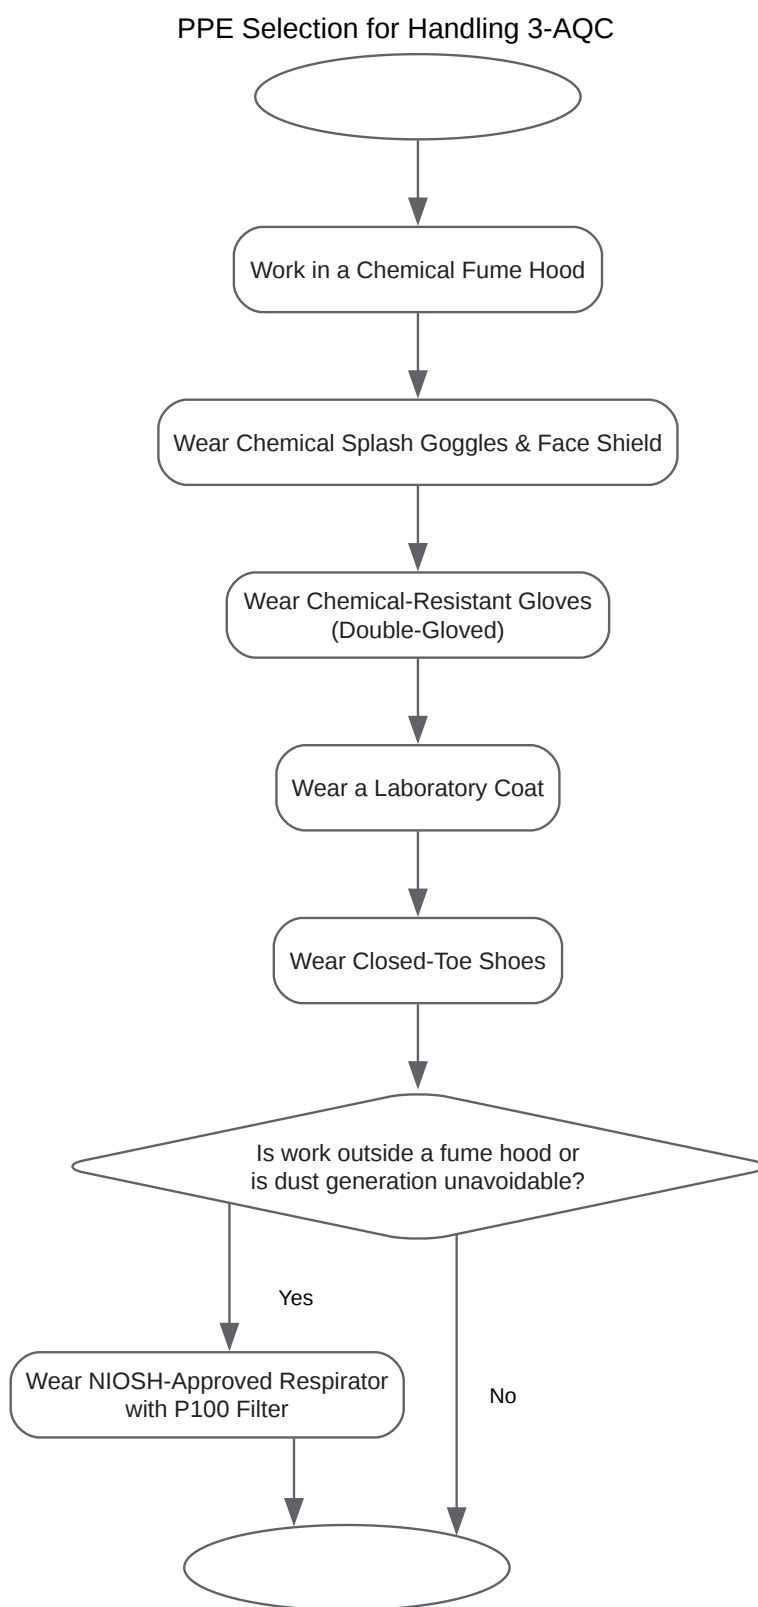 PPE Selection for Handling 3-AQC
Work in a Chemical Fume Hood
Wear Chemical Splash Goggles & Face Shield
Wear Chemical-Resistant Gloves
(Double-Gloved)
Wear a Laboratory Coat
Wear Closed-Toe Shoes
Is work outside a fume hood or
is dust generation unavoidable?
Yes
Wear NIOSH-Approved Respirator
with P100 Filter
No